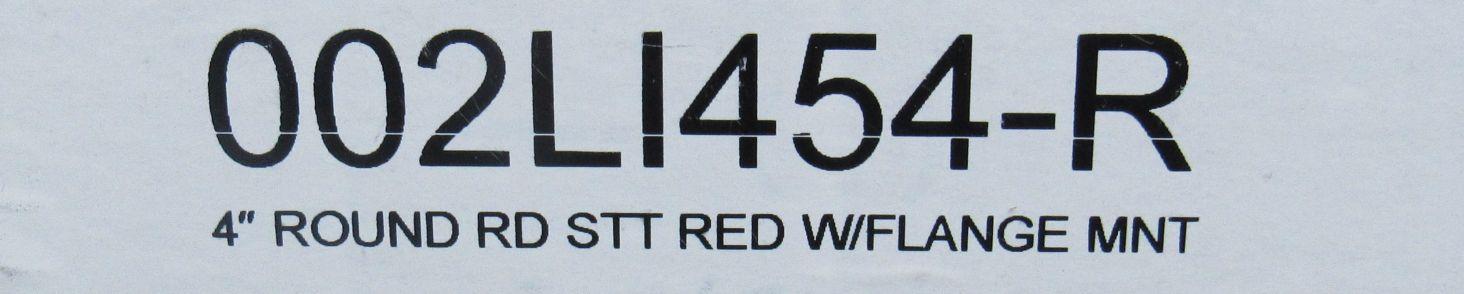 002LI454-R
4" ROUND RD STT RED W/FLANGE MNT